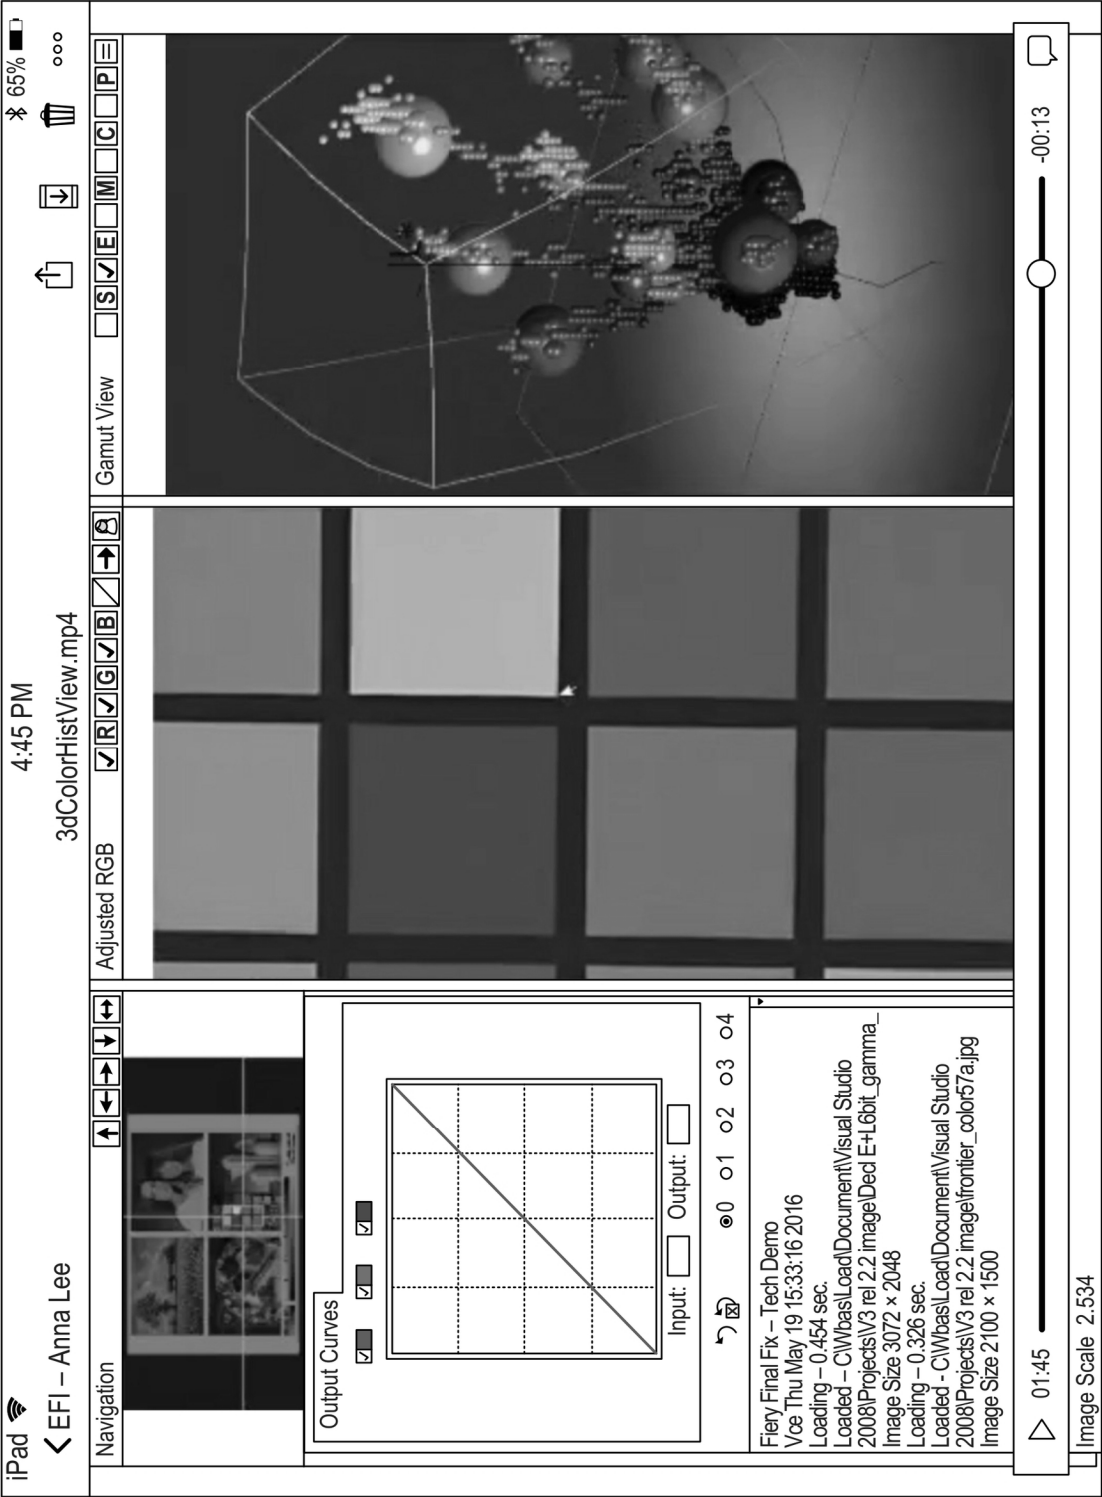 iPad 4:45 PM 65%
EFI – Anna Lee 3dColorHistView.mp4
Navigation
Adjusted RGB R G B
Gamut View S E M C P
Output Curves
Input: Output:
0 1 2 3 4
Fiery Final Fix – Tech Demo
Vce Thu May 19 15:33:16 2016
Loading – 0.454 sec.
Loaded – C\Wbas\Load\Document\Visual Studio
2008\Projects\V3 rel 2.2 image\Ded E+L6bit_gamma_
Image Size 3072 × 2048
Loading – 0.326 sec.
Loaded - C\Wbas\Load\Document\Visual Studio
2008\Projects\V3 rel 2.2 image\frontier_color57a.jpg
Image Size 2100 × 1500
01:45 -00:13
Image Scale 2.534